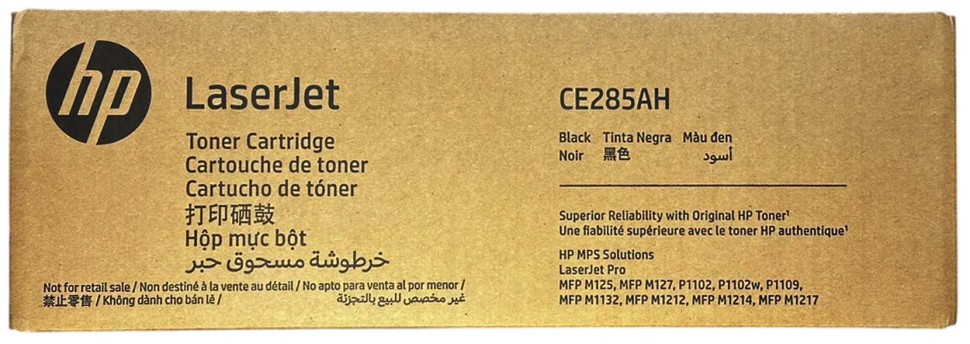 hp
LaserJet
Toner Cartridge
Cartouche de toner
Cartucho de tóner
打印硒鼓
Hộp mực bột
خرطوشة مسحوق حبر
Not for retail sale / Non destiné à la vente au détail / No apto para venta al por menor /
禁止零售 / Không dành cho bán lẻ / غير مخصص للبيع بالتجزئة
CE285AH
Black Tinta Negra Màu đen
Noir 黑色 أسود
Superior Reliability with Original HP Toner¹
Une fiabilité supérieure avec le toner HP authentique¹
HP MPS Solutions
LaserJet Pro
MFP M125, MFP M127, P1102, P1102w, P1109,
MFP M1132, MFP M1212, MFP M1214, MFP M1217